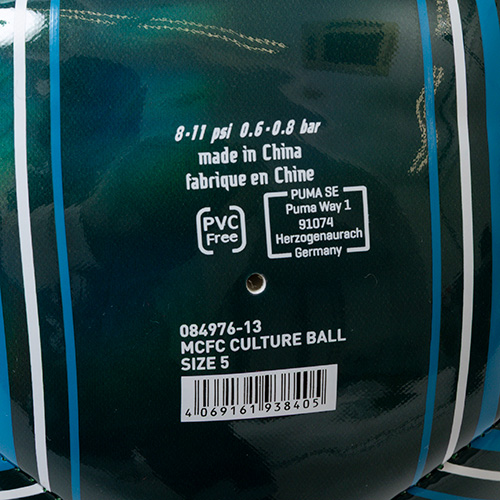 8-11 psi 0.6-0.8 bar
made in China
fabrique en Chine
PVC
Free
PUMA SE
Puma Way 1
91074
Herzogenaurach
Germany
084976-13
MCFC CULTURE BALL
SIZE 5
4 069161 938405